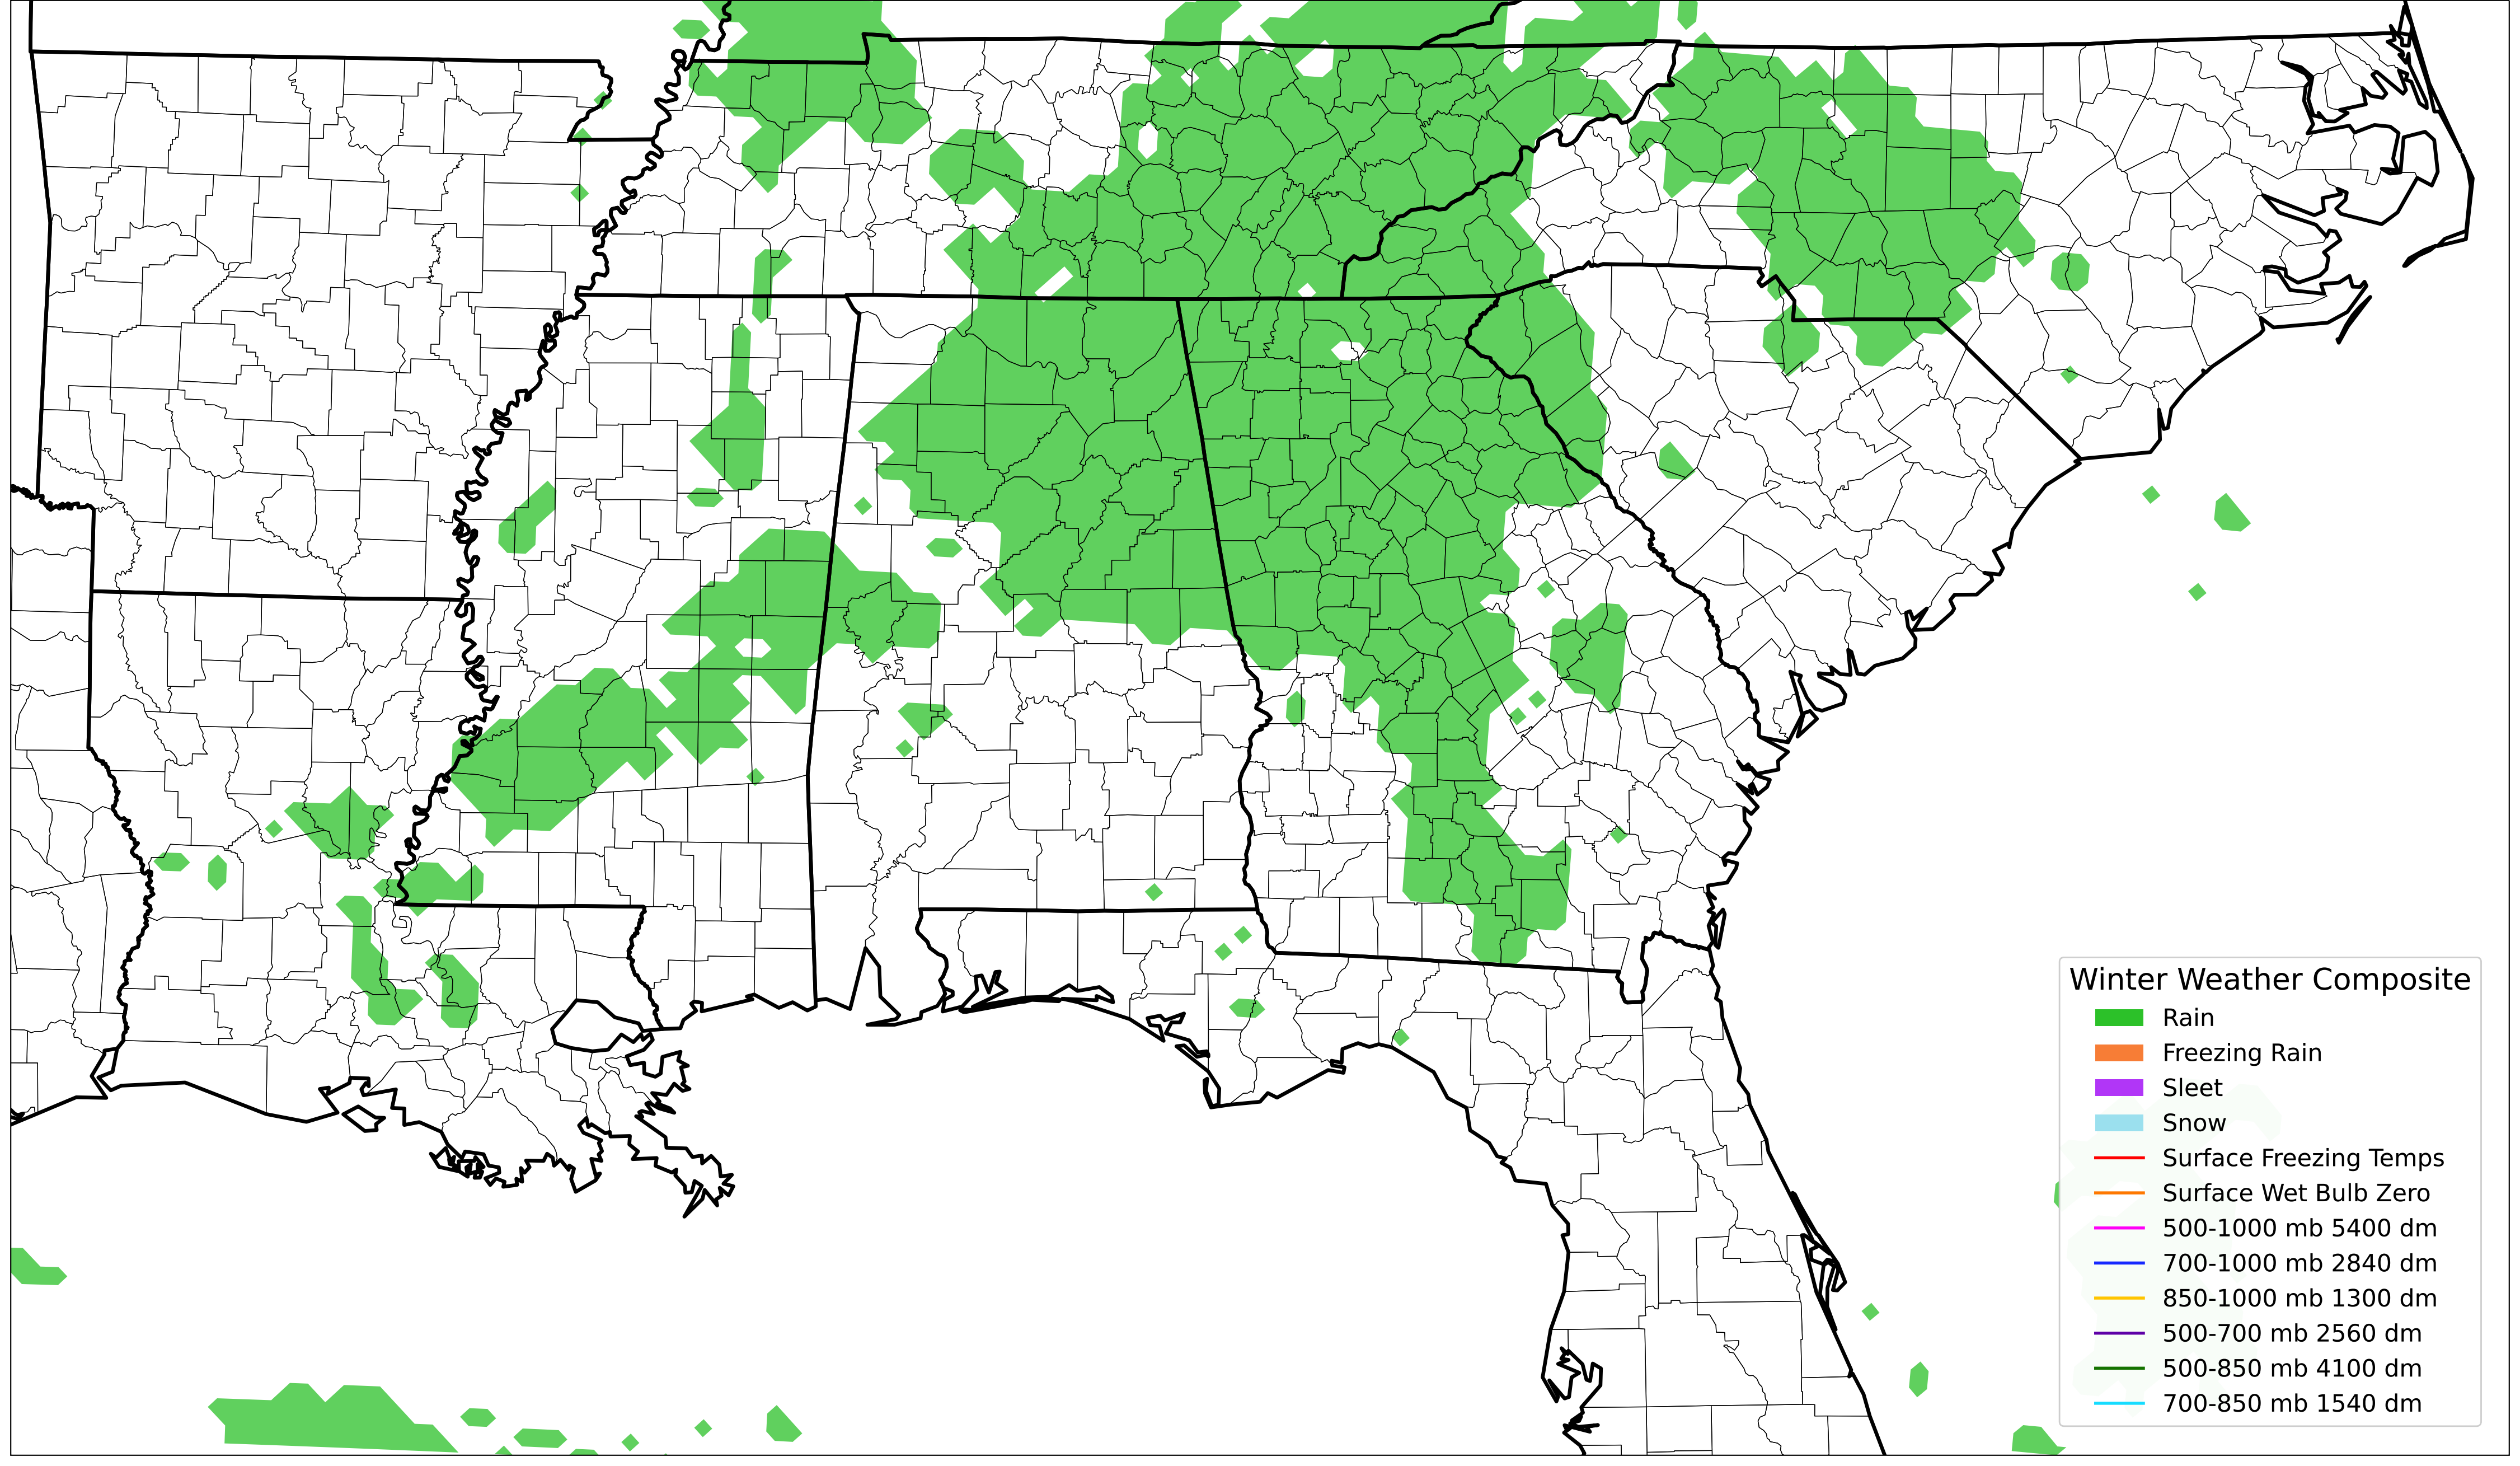 Winter Weather Composite
Rain
Freezing Rain
Sleet
Snow
Surface Freezing Temps
Surface Wet Bulb Zero
500-1000 mb 5400 dm
700-1000 mb 2840 dm
850-1000 mb 1300 dm
500-700 mb 2560 dm
500-850 mb 4100 dm
700-850 mb 1540 dm